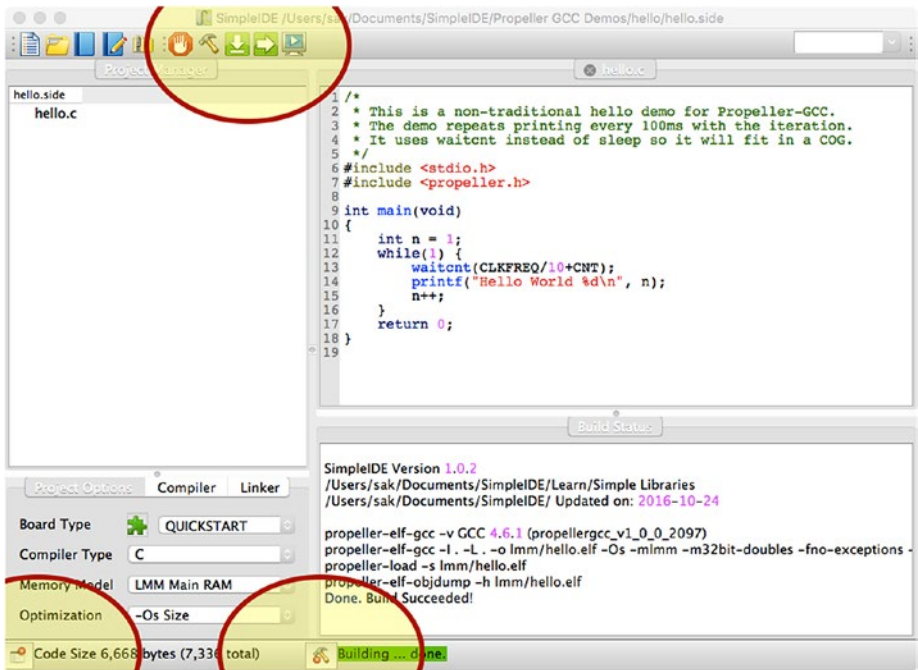 SimpleIDE /Users/sak/Documents/SimpleIDE/Propeller GCC Demos/hello/hello.side
Project Manager
hello.side
hello.c
hello.c
1 /*
2  * This is a non-traditional hello demo for Propeller-GCC.
3  * The demo repeats printing every 100ms with the iteration.
4  * It uses waitcnt instead of sleep so it will fit in a COG.
5  */
6 #include <stdio.h>
7 #include <propeller.h>
8
9 int main(void)
10 {
11     int n = 1;
12     while(1) {
13         waitcnt(CLKFREQ/10+CNT);
14         printf("Hello World %d\n", n);
15         n++;
16     }
17     return 0;
18 }
19
Project Options Compiler Linker
Board Type QUICKSTART
Compiler Type C
Memory Model LMM Main RAM
Optimization -Os Size
Build Status
SimpleIDE Version 1.0.2
/Users/sak/Documents/SimpleIDE/Learn/Simple Libraries
/Users/sak/Documents/SimpleIDE/ Updated on: 2016-10-24
propeller-elf-gcc -v GCC 4.6.1 (propellergcc_v1_0_0_2097)
propeller-elf-gcc -I . -L . -o lmm/hello.elf -Os -mlmm -m32bit-doubles -fno-exceptions -
propeller-load -s lmm/hello.elf
propeller-elf-objdump -h lmm/hello.elf
Done. Build Succeeded!
Code Size 6,668 bytes (7,336 total)
Building ... done.